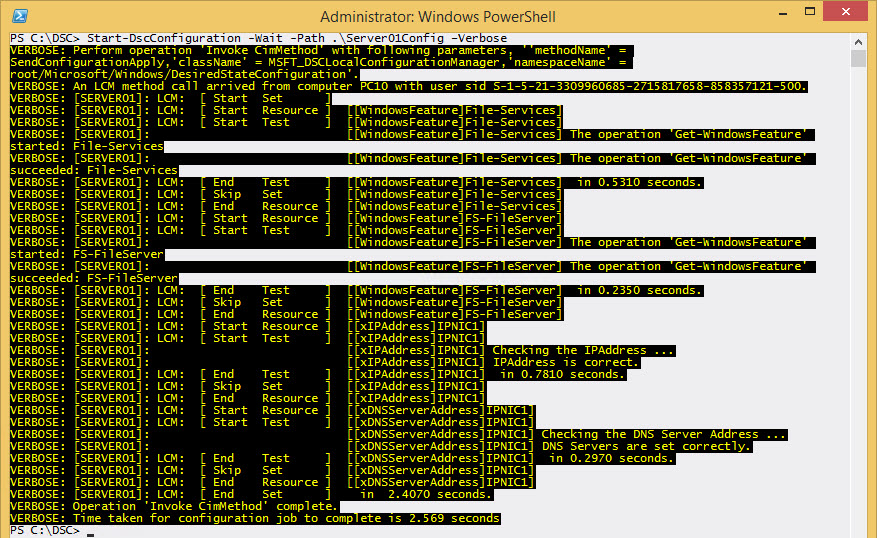 Administrator: Windows PowerShell
PS C:\DSC> Start-DscConfiguration -Wait -Path .\Server01Config -Verbose
VERBOSE: Perform operation 'Invoke CimMethod' with following parameters, ''methodName' =
SendConfigurationApply,'className' = MSFT_DSCLocalConfigurationManager,'namespaceName' =
root/Microsoft/Windows/DesiredStateConfiguration'.
VERBOSE: An LCM method call arrived from computer PC10 with user sid S-1-5-21-3309960685-2715817658-858357121-500.
VERBOSE: [SERVER01]: LCM:  [ Start  Set      ]
VERBOSE: [SERVER01]: LCM:  [ Start  Resource ]  [[WindowsFeature]File-Services]
VERBOSE: [SERVER01]: LCM:  [ Start  Test     ]  [[WindowsFeature]File-Services]
VERBOSE: [SERVER01]:                            [[WindowsFeature]File-Services] The operation 'Get-WindowsFeature'
started: File-Services
VERBOSE: [SERVER01]:                            [[WindowsFeature]File-Services] The operation 'Get-WindowsFeature'
succeeded: File-Services
VERBOSE: [SERVER01]: LCM:  [ End    Test     ]  [[WindowsFeature]File-Services]  in 0.5310 seconds.
VERBOSE: [SERVER01]: LCM:  [ Skip   Set      ]  [[WindowsFeature]File-Services]
VERBOSE: [SERVER01]: LCM:  [ End    Resource ]  [[WindowsFeature]File-Services]
VERBOSE: [SERVER01]: LCM:  [ Start  Resource ]  [[WindowsFeature]FS-FileServer]
VERBOSE: [SERVER01]: LCM:  [ Start  Test     ]  [[WindowsFeature]FS-FileServer]
VERBOSE: [SERVER01]:                            [[WindowsFeature]FS-FileServer] The operation 'Get-WindowsFeature'
started: FS-FileServer
VERBOSE: [SERVER01]:                            [[WindowsFeature]FS-FileServer] The operation 'Get-WindowsFeature'
succeeded: FS-FileServer
VERBOSE: [SERVER01]: LCM:  [ End    Test     ]  [[WindowsFeature]FS-FileServer]  in 0.2350 seconds.
VERBOSE: [SERVER01]: LCM:  [ Skip   Set      ]  [[WindowsFeature]FS-FileServer]
VERBOSE: [SERVER01]: LCM:  [ End    Resource ]  [[WindowsFeature]FS-FileServer]
VERBOSE: [SERVER01]: LCM:  [ Start  Resource ]  [[xIPAddress]IPNIC1]
VERBOSE: [SERVER01]: LCM:  [ Start  Test     ]  [[xIPAddress]IPNIC1]
VERBOSE: [SERVER01]:                            [[xIPAddress]IPNIC1] Checking the IPAddress ...
VERBOSE: [SERVER01]:                            [[xIPAddress]IPNIC1] IPAddress is correct.
VERBOSE: [SERVER01]: LCM:  [ End    Test     ]  [[xIPAddress]IPNIC1]  in 0.7810 seconds.
VERBOSE: [SERVER01]: LCM:  [ Skip   Set      ]  [[xIPAddress]IPNIC1]
VERBOSE: [SERVER01]: LCM:  [ End    Resource ]  [[xIPAddress]IPNIC1]
VERBOSE: [SERVER01]: LCM:  [ Start  Resource ]  [[xDNSServerAddress]IPNIC1]
VERBOSE: [SERVER01]: LCM:  [ Start  Test     ]  [[xDNSServerAddress]IPNIC1]
VERBOSE: [SERVER01]:                            [[xDNSServerAddress]IPNIC1] Checking the DNS Server Address ...
VERBOSE: [SERVER01]:                            [[xDNSServerAddress]IPNIC1] DNS Servers are set correctly.
VERBOSE: [SERVER01]: LCM:  [ End    Test     ]  [[xDNSServerAddress]IPNIC1]  in 0.2970 seconds.
VERBOSE: [SERVER01]: LCM:  [ Skip   Set      ]  [[xDNSServerAddress]IPNIC1]
VERBOSE: [SERVER01]: LCM:  [ End    Resource ]  [[xDNSServerAddress]IPNIC1]
VERBOSE: [SERVER01]: LCM:  [ End    Set      ]    in  2.4070 seconds.
VERBOSE: Operation 'Invoke CimMethod' complete.
VERBOSE: Time taken for configuration job to complete is 2.569 seconds
PS C:\DSC> _